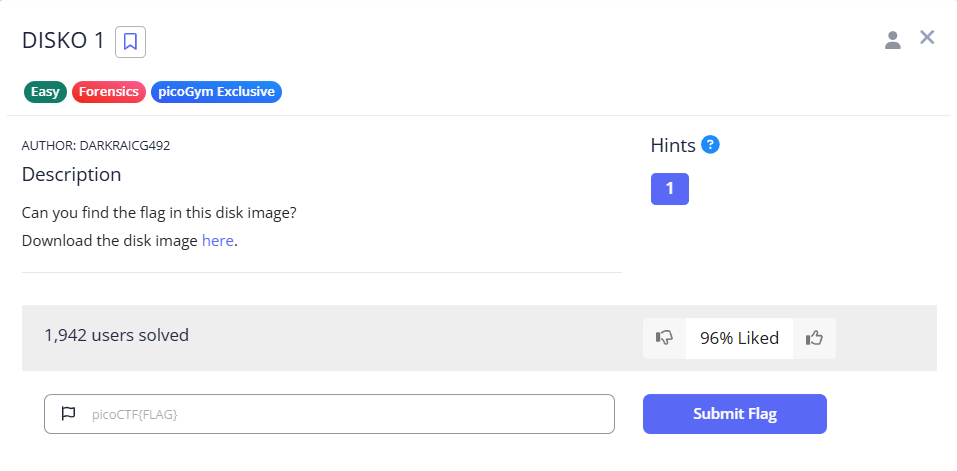 DISKO 1
Easy Forensics picoGym Exclusive
AUTHOR: DARKRAICG492
Description
Can you find the flag in this disk image?
Download the disk image here.
Hints ?
1
1,942 users solved
96% Liked
picoCTF{FLAG}
Submit Flag